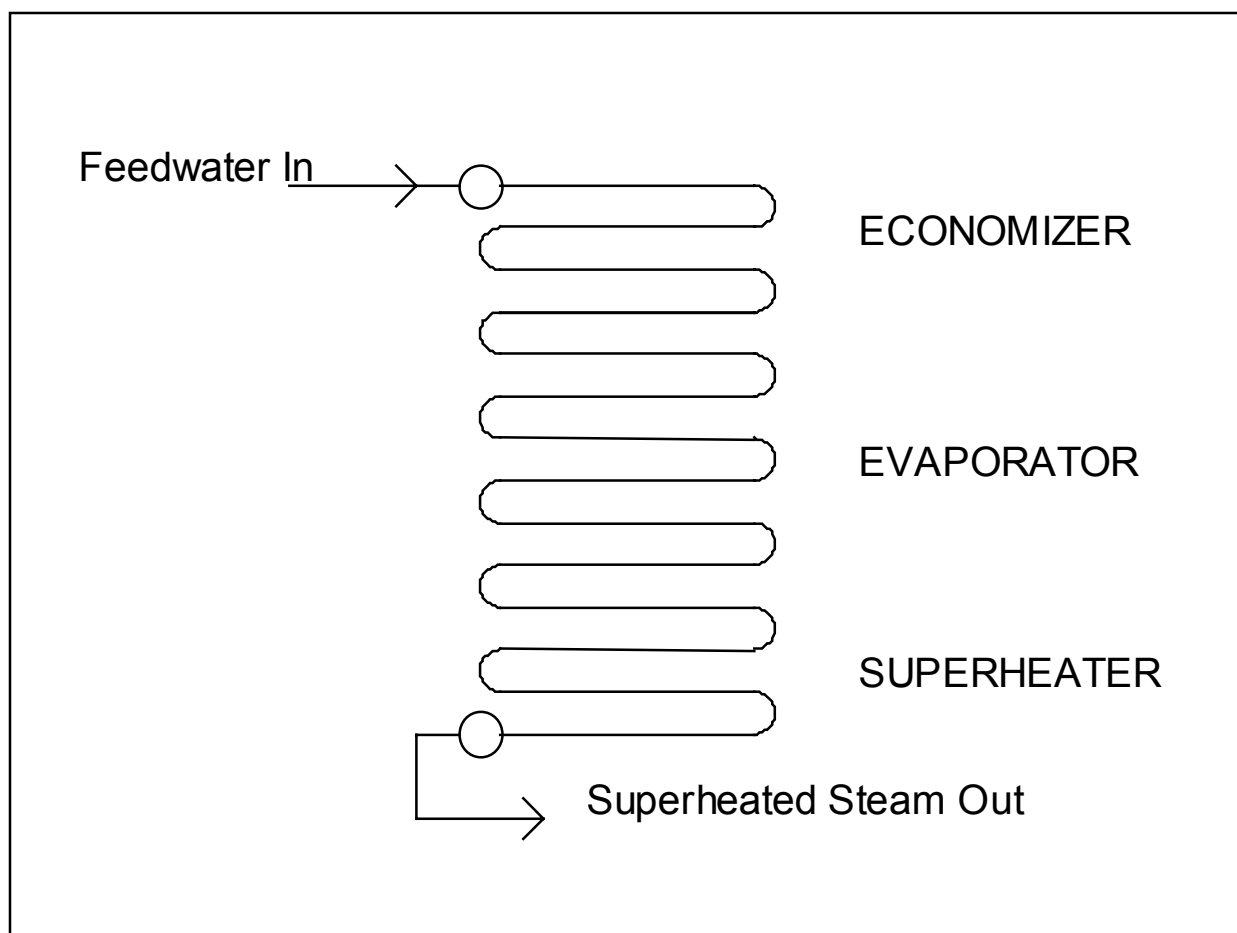 Feedwater In
ECONOMIZER
EVAPORATOR
SUPERHEATER
Superheated Steam Out